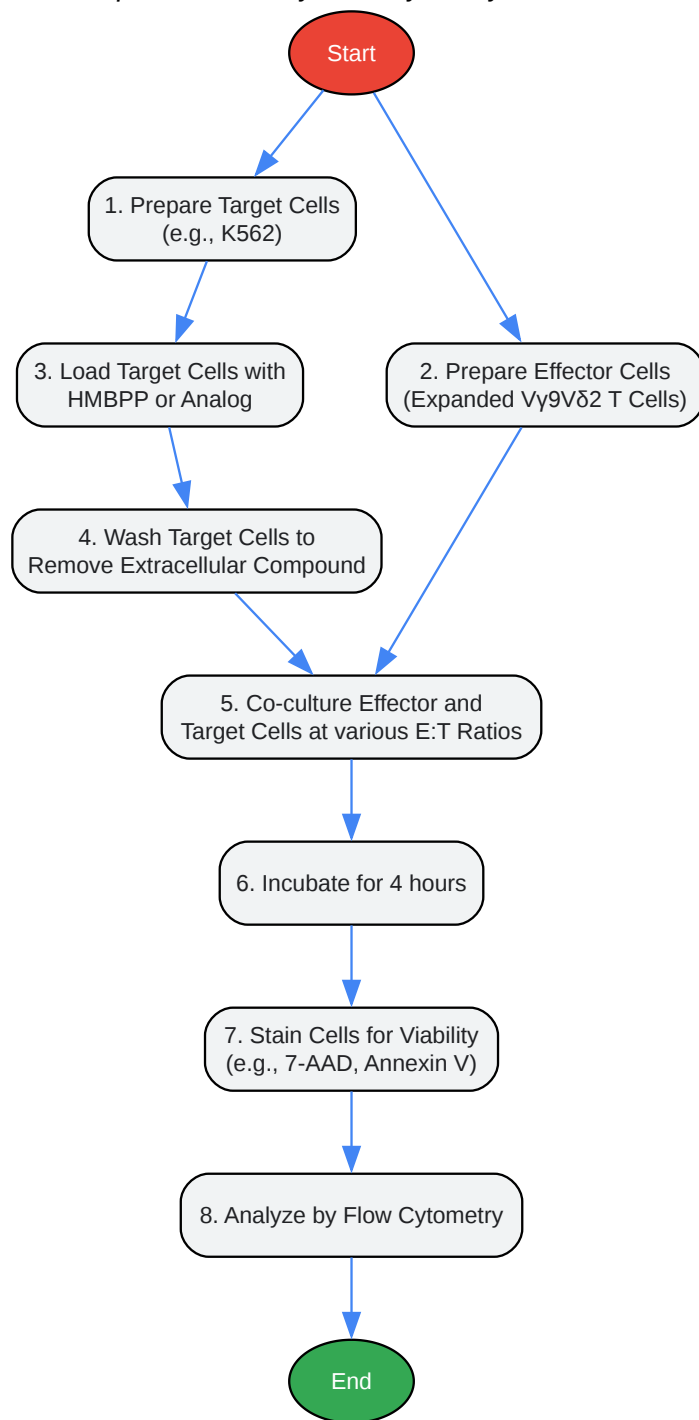 Start
1. Prepare Target Cells
(e.g., K562)
3. Load Target Cells with
HMBPP or Analog
2. Prepare Effector Cells
(Expanded Vγ9Vδ2 T Cells)
4. Wash Target Cells to
Remove Extracellular Compound
5. Co-culture Effector and
Target Cells at various E:T Ratios
6. Incubate for 4 hours
7. Stain Cells for Viability
(e.g., 7-AAD, Annexin V)
8. Analyze by Flow Cytometry
End